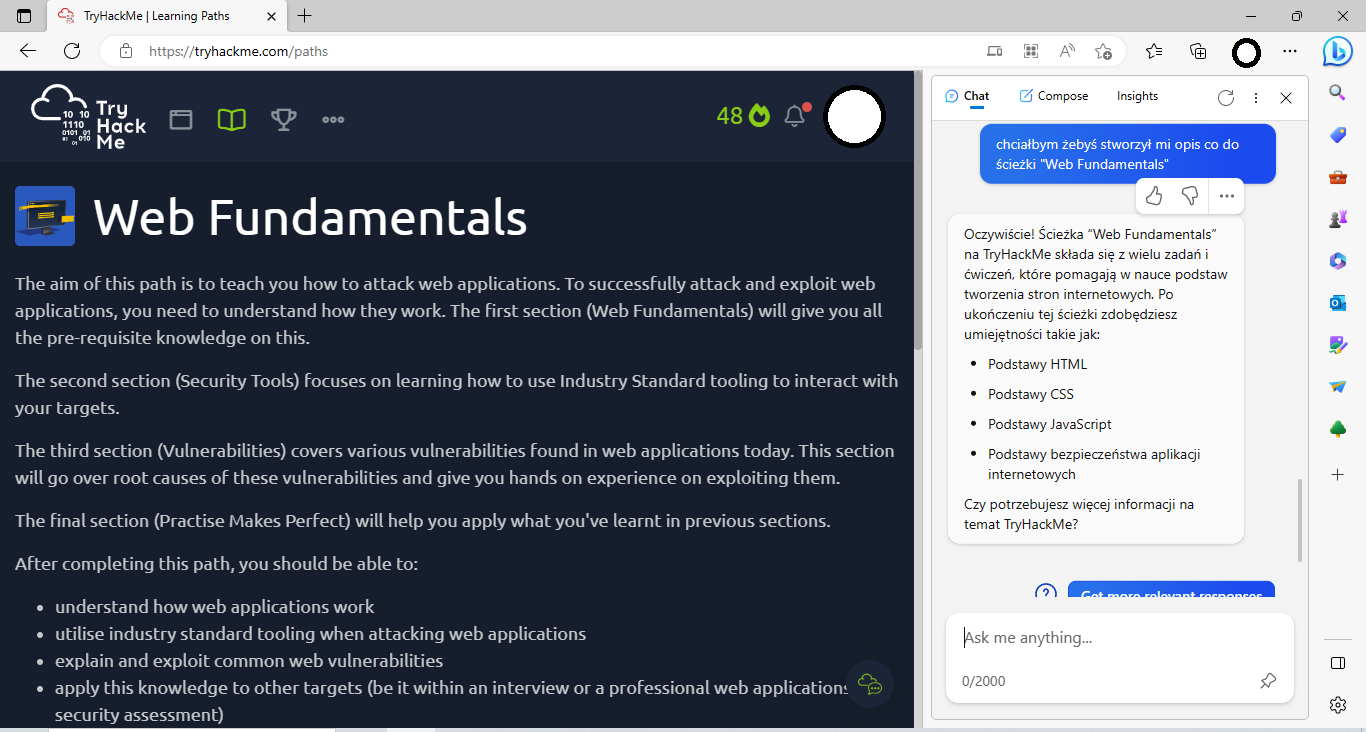 TryHackMe | Learning Paths
https://tryhackme.com/paths
10 10
1110
0101 01
01 010
Try
Hack
Me
48
Web Fundamentals
The aim of this path is to teach you how to attack web applications. To successfully attack and exploit web
applications, you need to understand how they work. The first section (Web Fundamentals) will give you all
the pre-requisite knowledge on this.
The second section (Security Tools) focuses on learning how to use Industry Standard tooling to interact with
your targets.
The third section (Vulnerabilities) covers various vulnerabilities found in web applications today. This section
will go over root causes of these vulnerabilities and give you hands on experience on exploiting them.
The final section (Practise Makes Perfect) will help you apply what you've learnt in previous sections.
After completing this path, you should be able to:
• understand how web applications work
• utilise industry standard tooling when attacking web applications
• explain and exploit common web vulnerabilities
• apply this knowledge to other targets (be it within an interview or a professional web applications
security assessment)
Chat
Compose
Insights
chciałbym żebyś stworzył mi opis co do
ścieżki "Web Fundamentals"
Oczywiście! Ścieżka “Web Fundamentals”
na TryHackMe składa się z wielu zadań i
ćwiczeń, które pomagają w nauce podstaw
tworzenia stron internetowych. Po
ukończeniu tej ścieżki zdobędziesz
umiejętności takie jak:
• Podstawy HTML
• Podstawy CSS
• Podstawy JavaScript
• Podstawy bezpieczeństwa aplikacji
internetowych
Czy potrzebujesz więcej informacji na
temat TryHackMe?
Get more relevant responses
Ask me anything...
0/2000